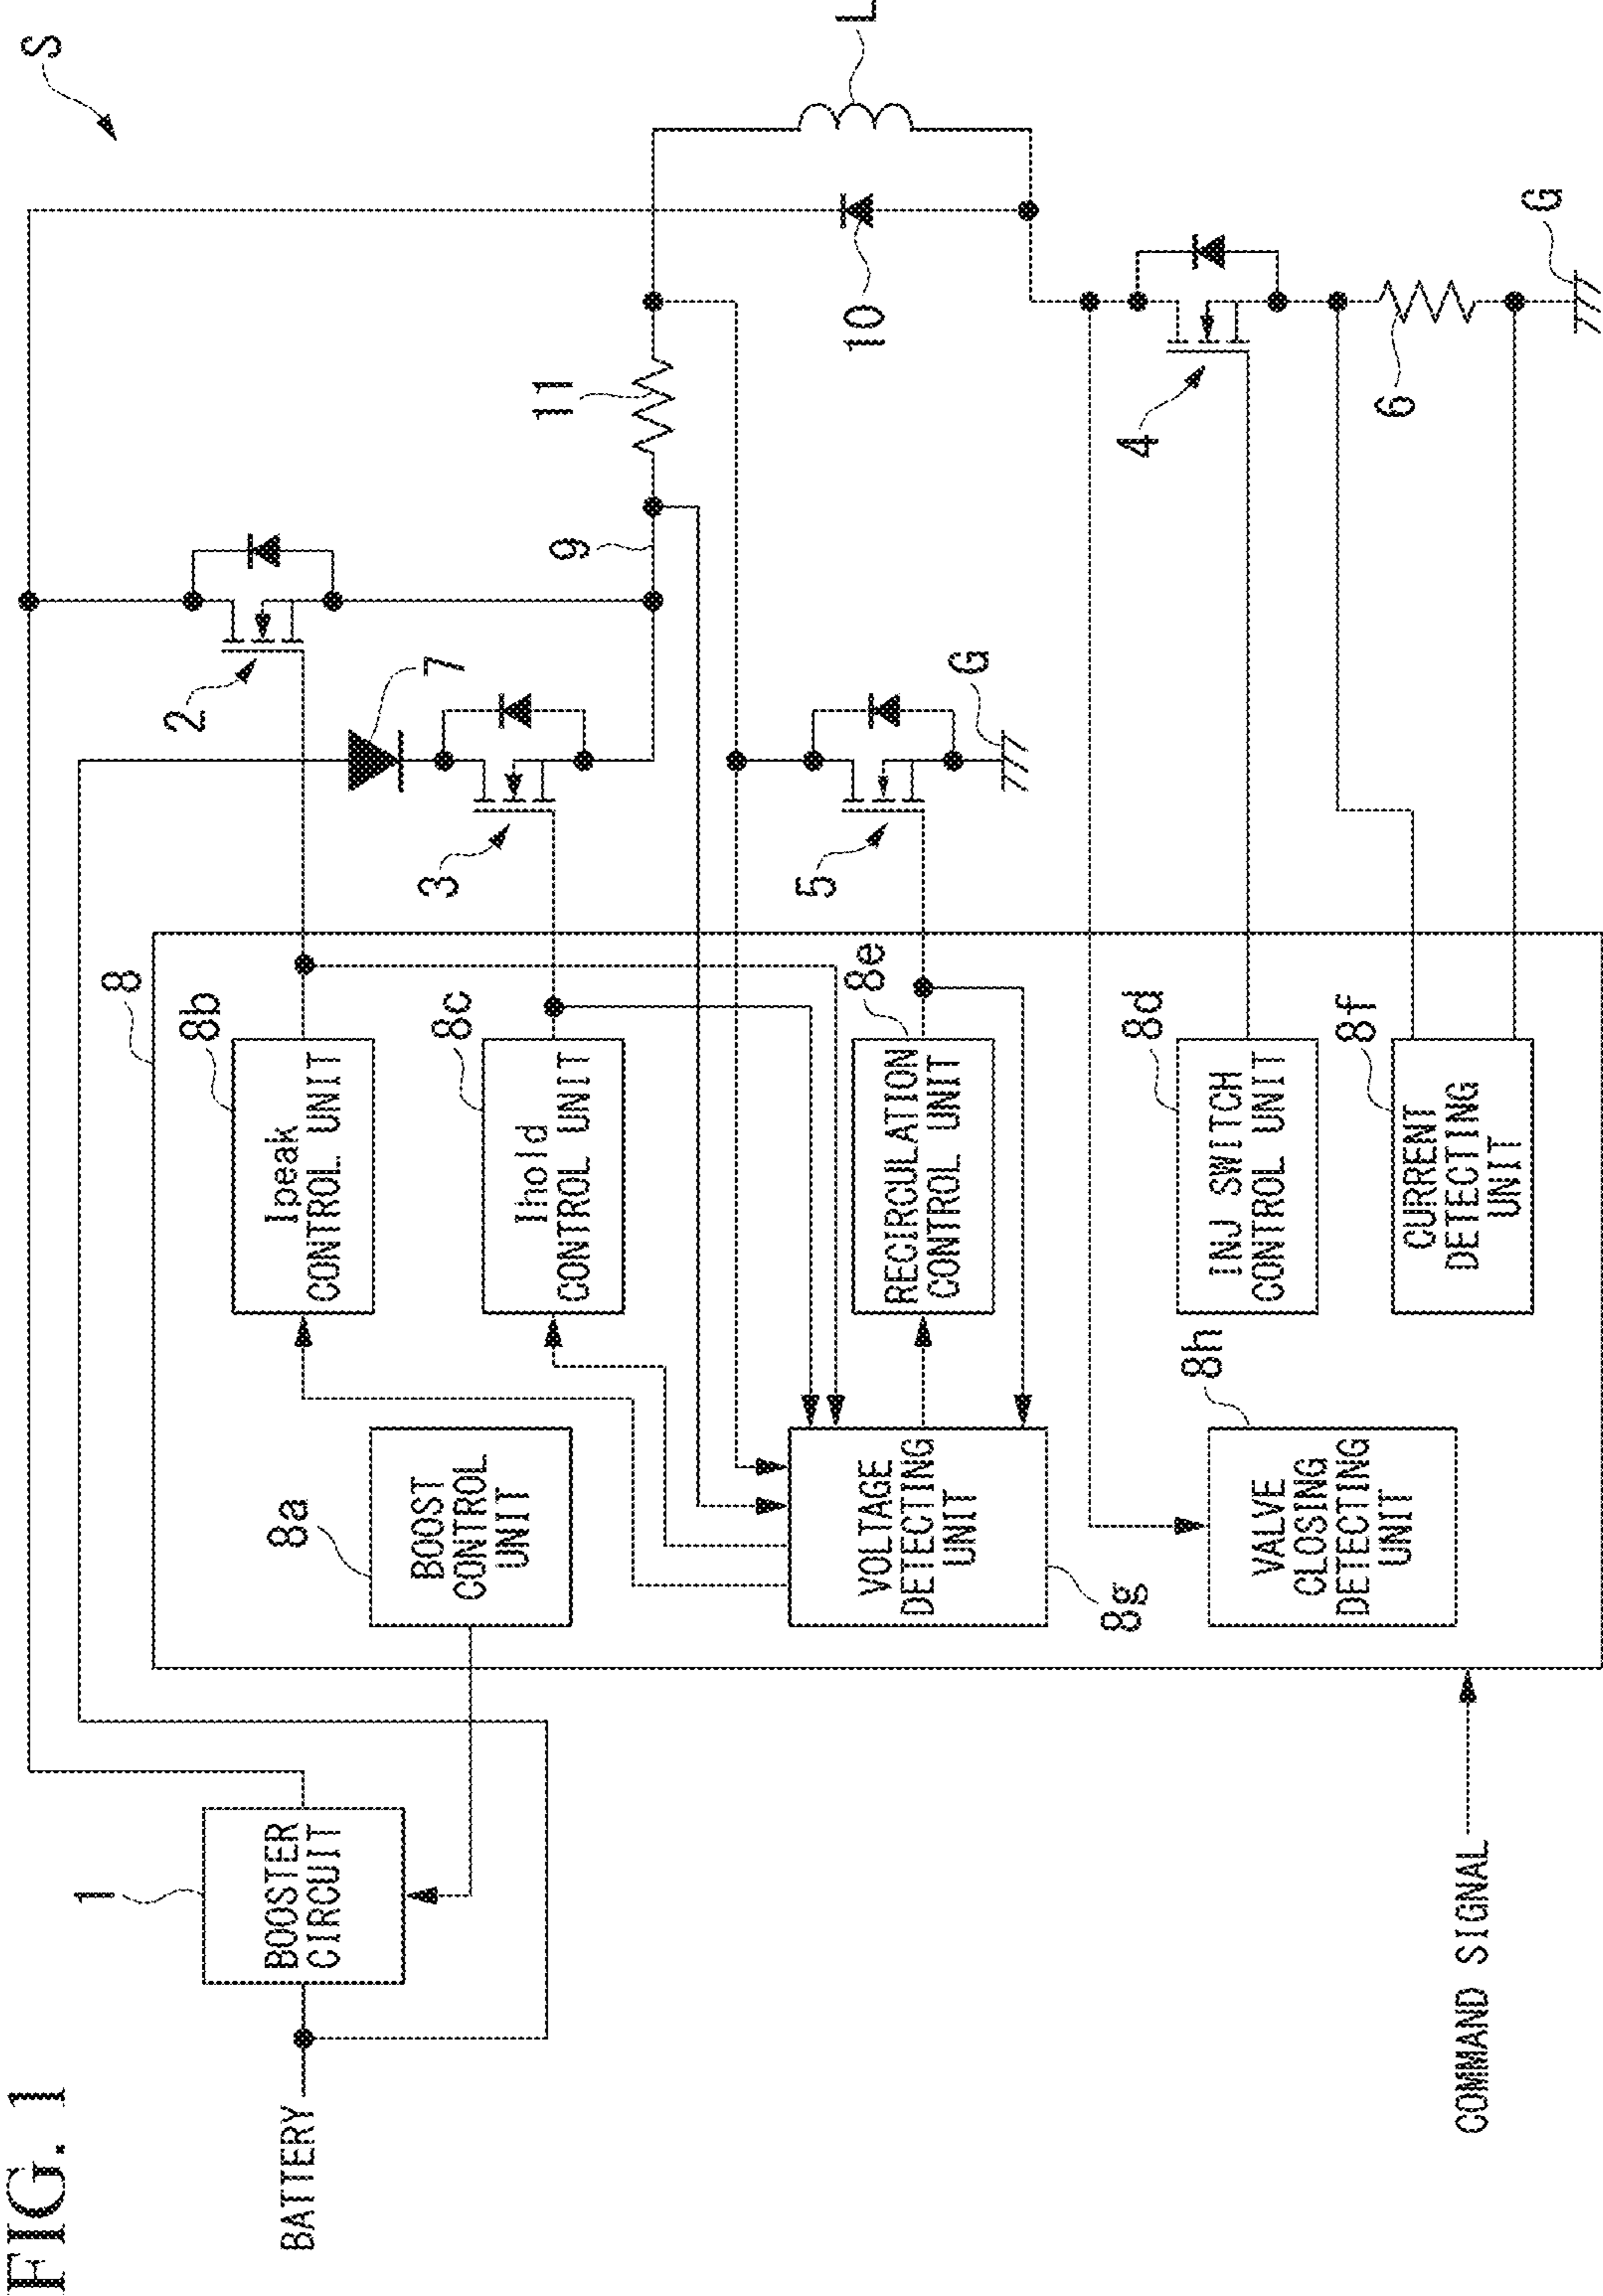 FIG. 1
S
1
BOOSTER
CIRCUIT
BATTERY
8
8a
BOOST
CONTROL
UNIT
8b
Ipeak
CONTROL UNIT
8c
Ihold
CONTROL UNIT
2
7
3
9
11
L
10
VOLTAGE
DETECTING
UNIT
8g
8e
RECIRCULATION
CONTROL UNIT
5
G
8h
VALVE
CLOSING
DETECTING
UNIT
8d
INJ SWITCH
CONTROL UNIT
4
8f
CURRENT
DETECTING
UNIT
6
G
COMMAND SIGNAL